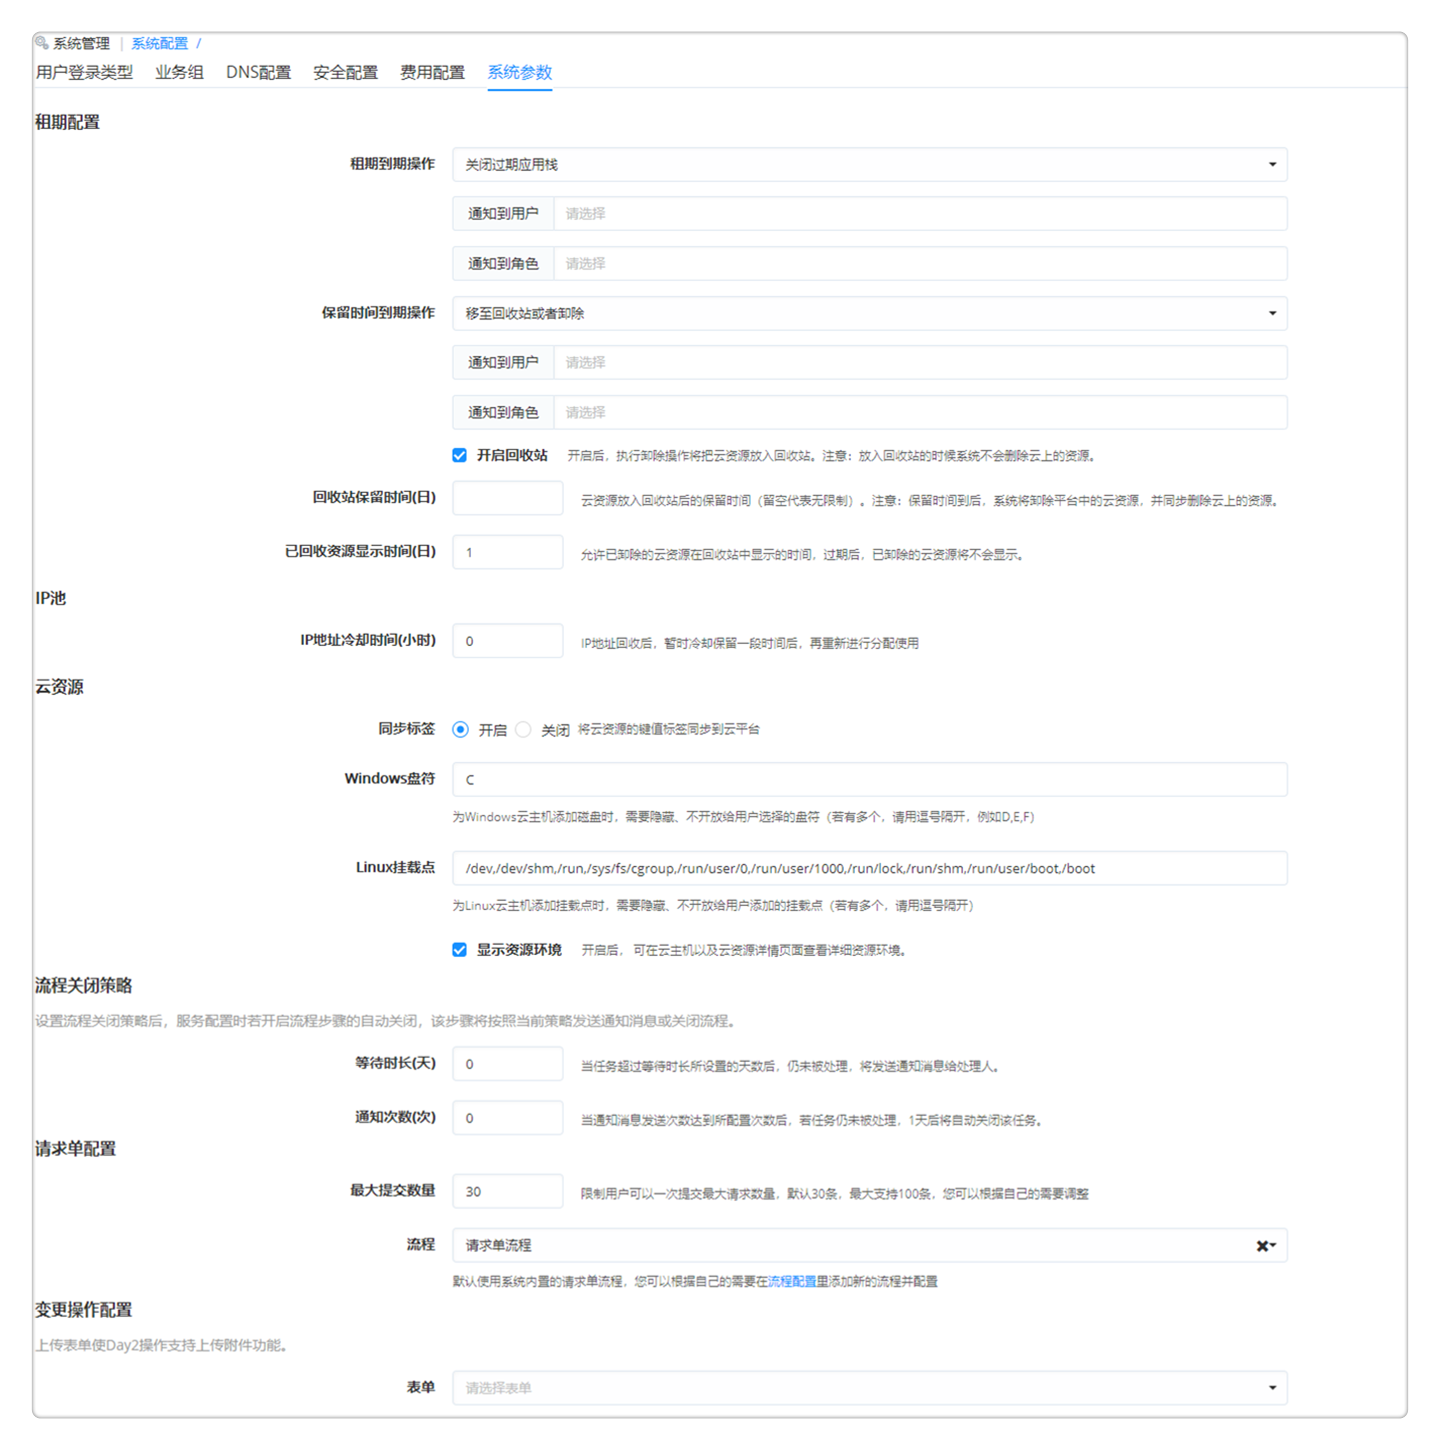 系统管理 | 系统配置 /
用户登录类型 业务组 DNS配置 安全配置 费用配置 系统参数
租期配置
租期到期操作 关闭过期应用栈
通知到用户 请选择
通知到角色 请选择
保留时间到期操作 移至回收站或者卸除
通知到用户 请选择
通知到角色 请选择
开启回收站 开启后，执行卸除操作将把云资源放入回收站。注意：放入回收站的时候系统不会删除云上的资源。
回收站保留时间(日) 云资源放入回收站后的保留时间（留空代表无限制）。注意：保留时间到后，系统将卸除平台中的云资源，并同步删除云上的资源。
已回收资源显示时间(日) 1 允许已卸除的云资源在回收站中显示的时间，过期后，已卸除的云资源将不会显示。
IP池
IP地址冷却时间(小时) 0 IP地址回收后，暂时冷却保留一段时间后，再重新进行分配使用
云资源
同步标签 开启 关闭 将云资源的键值标签同步到云平台
Windows盘符 C
为Windows云主机添加磁盘时，需要隐藏、不开放给用户选择的盘符（若有多个，请用逗号隔开，例如D,E,F）
Linux挂载点 /dev,/dev/shm,/run,/sys/fs/cgroup,/run/user/0,/run/user/1000,/run/lock,/run/shm,/run/user/boot,/boot
为Linux云主机添加挂载点时，需要隐藏、不开放给用户添加的挂载点（若有多个，请用逗号隔开）
显示资源环境 开启后，可在云主机以及云资源详情页面查看详细资源环境。
流程关闭策略
设置流程关闭策略后，服务配置时若开启流程步骤的自动关闭，该步骤将按照当前策略发送通知消息或关闭流程。
等待时长(天) 0 当任务超过等待时长所设置的天数后，仍未被处理，将发送通知消息给处理人。
通知次数(次) 0 当通知消息发送次数达到所配置次数后，若任务仍未被处理，1天后将自动关闭该任务。
请求单配置
最大提交数量 30 限制用户可以一次提交最大请求数量，默认30条，最大支持100条，您可以根据自己的需要调整
流程 请求单流程
默认使用系统内置的请求单流程，您可以根据自己的需要在流程配置里添加新的流程并配置
变更操作配置
上传表单使Day2操作支持上传附件功能。
表单 请选择表单